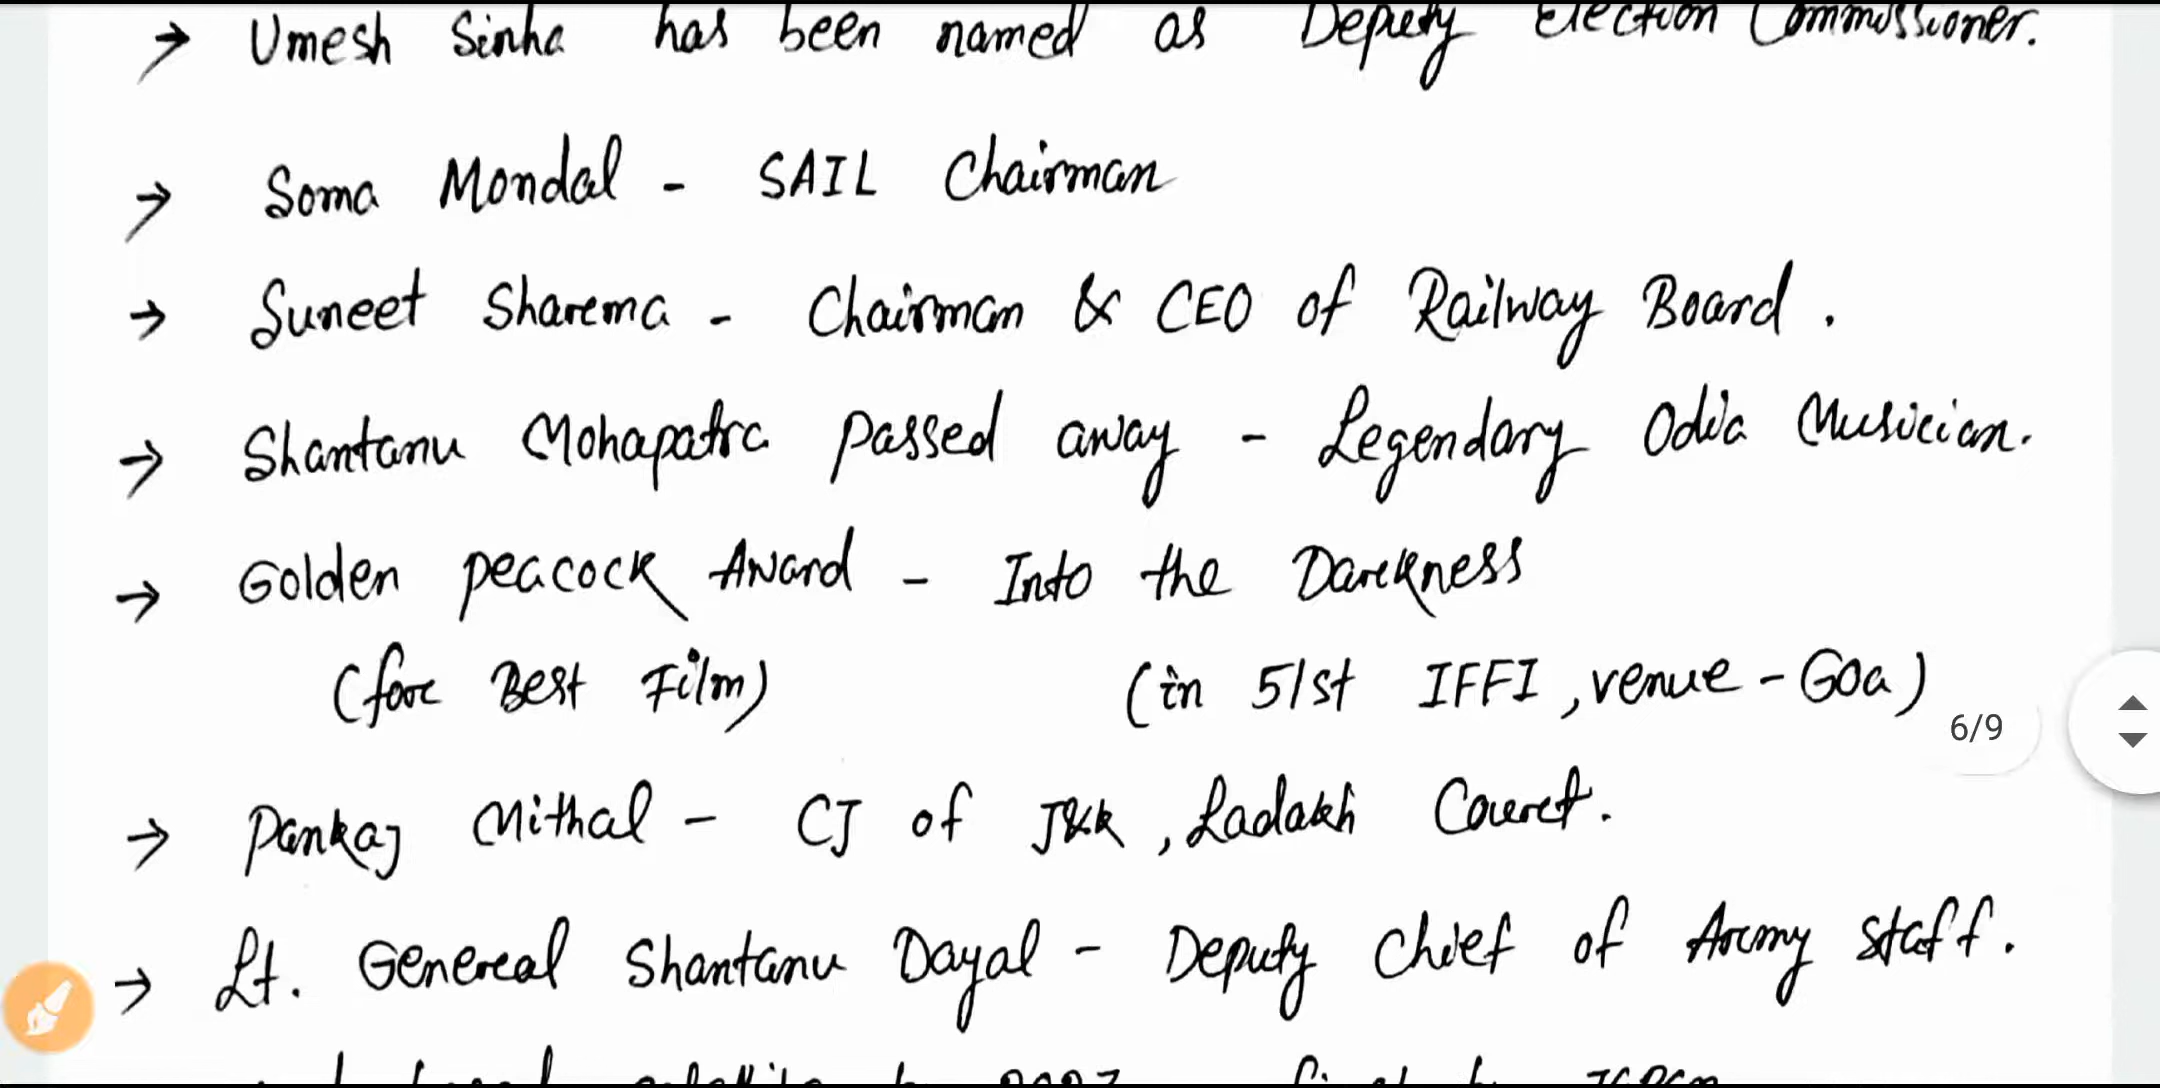 → Umesh Sinha has been named as Deputy Election Commissioner.
→ Soma Mondal - SAIL Chairman
→ Suneet Sharma - Chairman & CEO of Railway Board.
→ Shantanu Mohapatra passed away - Legendary Odia Musician.
→ Golden peacock Award - Into the Darkness
(for Best Film) (in 51st IFFI, venue - Goa)
6/9
→ Pankaj Mithal - CJ of J&K, Ladakh Court.
→ Lt. General Shantanu Dayal - Deputy Chief of Army Staff.